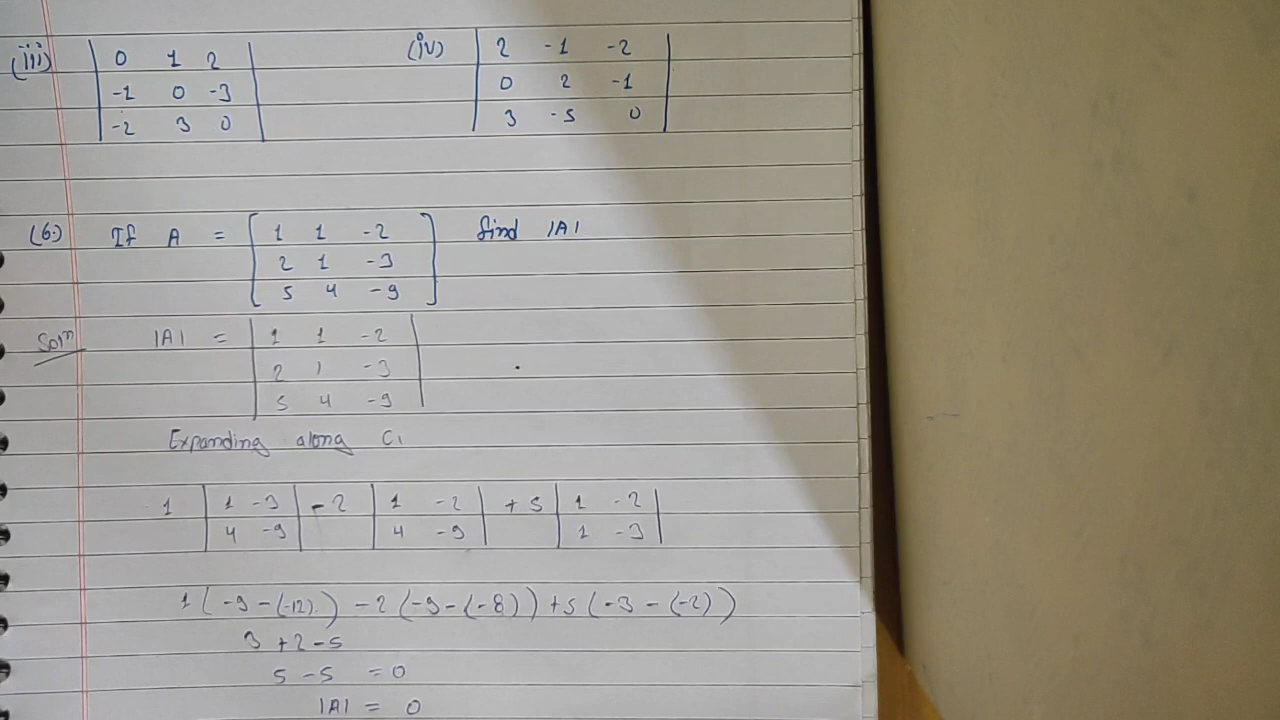 (iii) | 0 1 2 | (iv) | 2 -1 -2 |
| -1 0 -3 | | 0 2 -1 |
| -2 3 0 | | 3 -5 0 |
(6.) If A = [ 1 1 -2 ] find |A|
[ 2 1 -3 ]
[ 5 4 -9 ]
Solⁿ |A| = | 1 1 -2 |
| 2 1 -3 |
| 5 4 -9 |
Expanding along C₁
1 | 1 -3 | - 2 | 1 -2 | + 5 | 1 -2 |
| 4 -9 | | 4 -9 | | 1 -3 |
1 ( -9 - (-12) ) - 2 ( -9 - (-8) ) + 5 ( -3 - (-2) )
3 + 2 - 5
5 - 5 = 0
|A| = 0